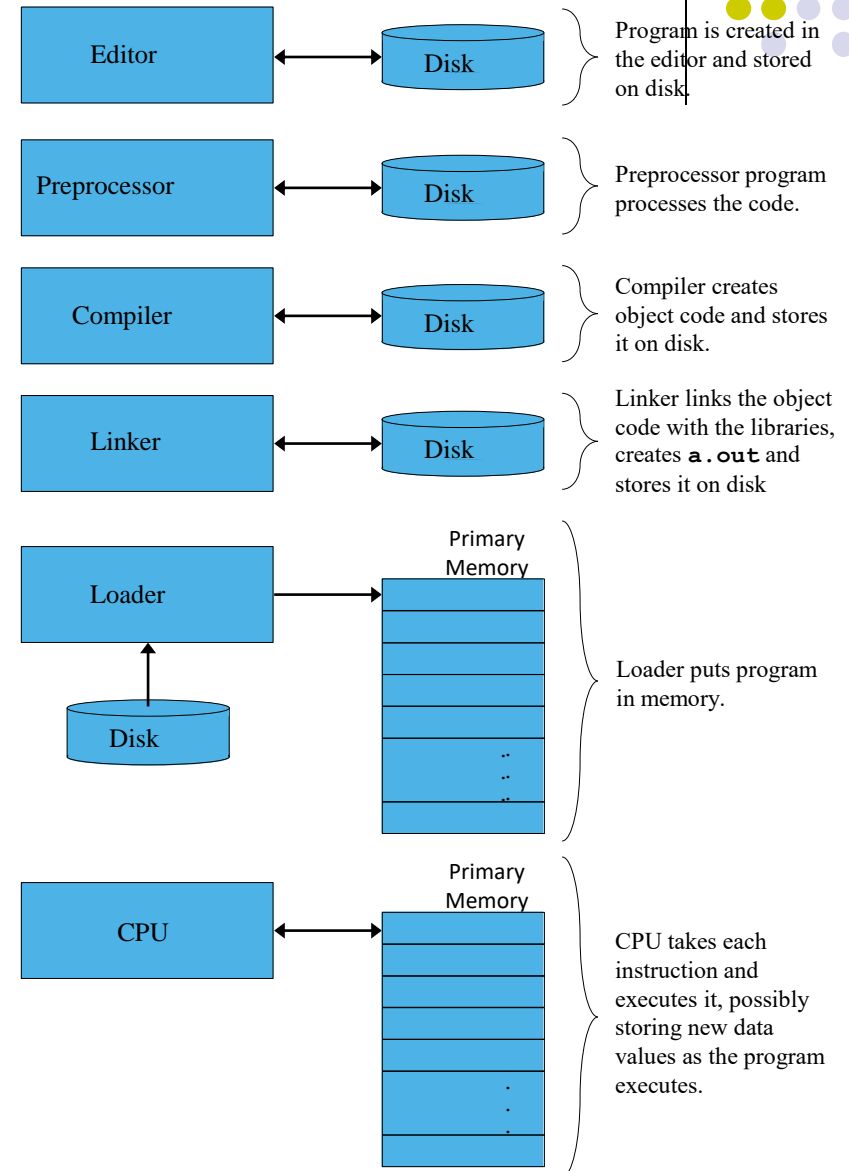 Editor
Disk
Program is created in
the editor and stored
on disk.
Preprocessor
Disk
Preprocessor program
processes the code.
Compiler
Disk
Compiler creates
object code and stores
it on disk.
Linker
Disk
Linker links the object
code with the libraries,
creates a.out and
stores it on disk
Loader
Disk
Primary
Memory
Loader puts program
in memory.
CPU
Primary
Memory
CPU takes each
instruction and
executes it, possibly
storing new data
values as the program
executes.